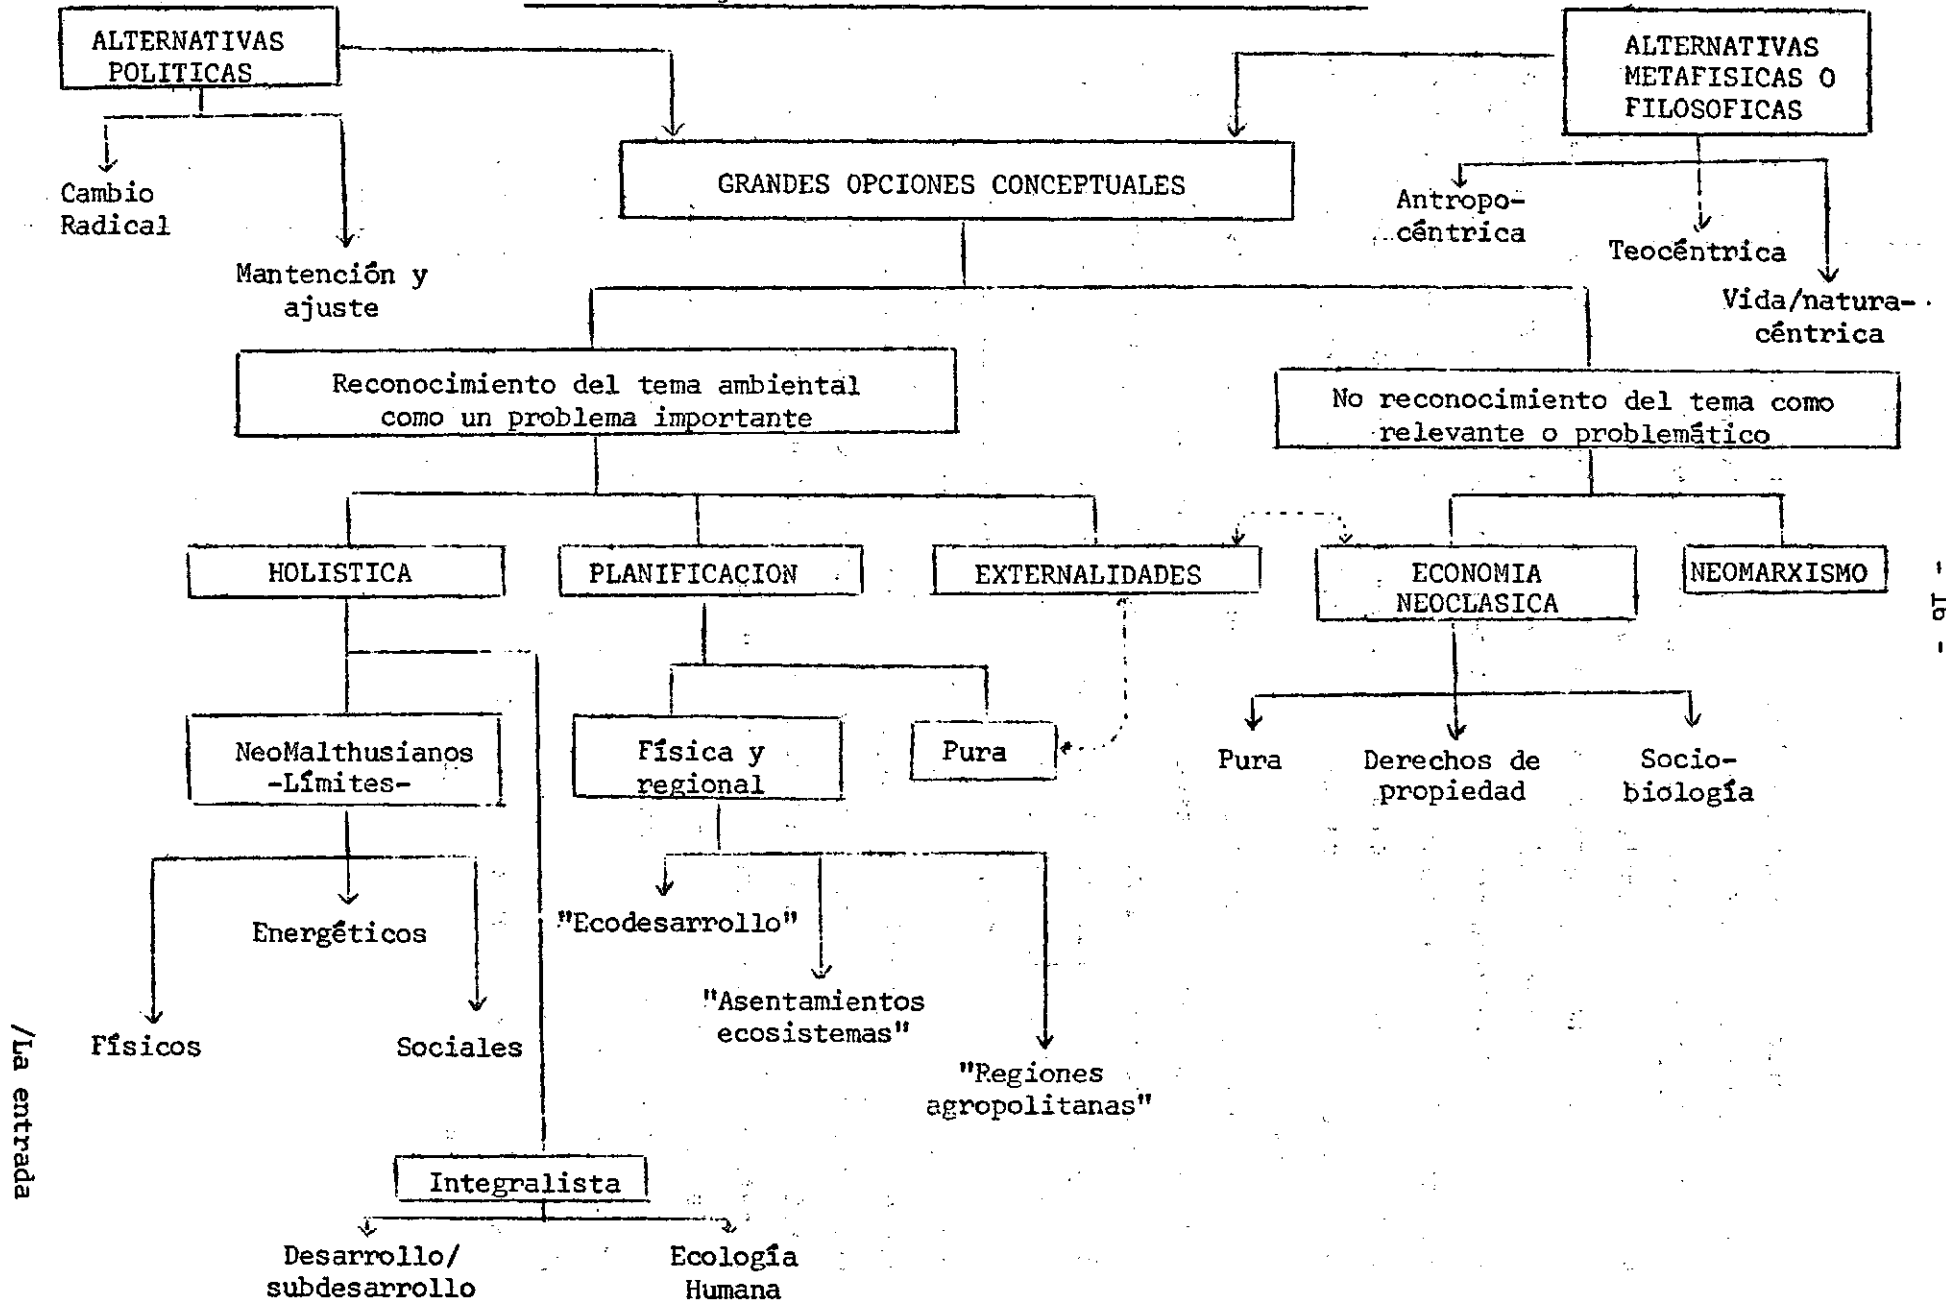 ALTERNATIVAS
POLITICAS
ALTERNATIVAS
METAFISICAS O
FILOSOFICAS
GRANDES OPCIONES CONCEPTUALES
Cambio
Radical
Mantención y
ajuste
Antropo-
céntrica
Teocéntrica
Vida/natura-
céntrica
Reconocimiento del tema ambiental
como un problema importante
No reconocimiento del tema como
relevante o problemático
HOLISTICA
PLANIFICACION
EXTERNALIDADES
ECONOMIA
NEOCLASICA
NEOMARXISMO
NeoMalthusianos
-Límites-
Física y
regional
Pura
Pura
Derechos de
propiedad
Socio-
biología
Energéticos
"Ecodesarrollo"
"Asentamientos
ecosistemas"
Físicos
Sociales
"Regiones
agropolitanas"
Integralista
Desarrollo/
subdesarrollo
Ecología
Humana
- 16 -
/La entrada